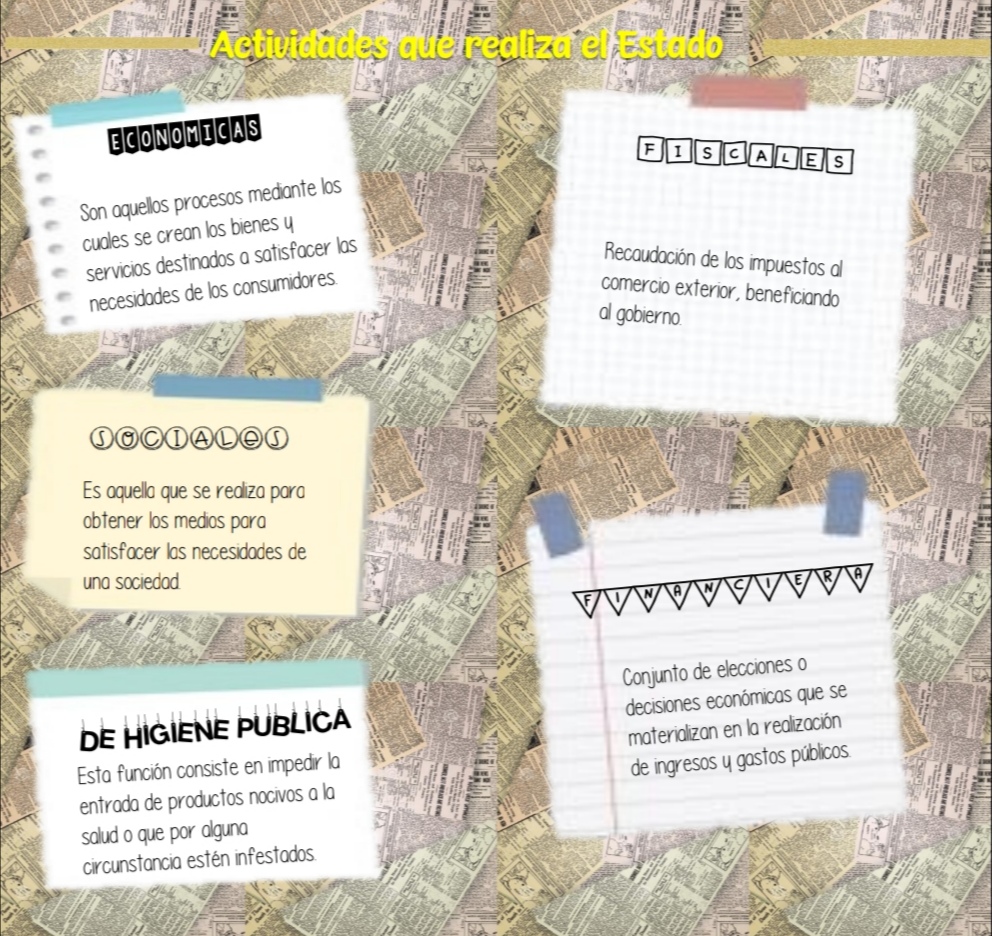 Actividades que realiza el Estado
ECONOMICAS
Son aquellos procesos mediante los
cuales se crean los bienes y
servicios destinados a satisfacer las
necesidades de los consumidores.
SOCIALES
Es aquella que se realiza para
obtener los medios para
satisfacer las necesidades de
una sociedad.
DE HIGIENE PUBLICA
Esta función consiste en impedir la
entrada de productos nocivos a la
salud o que por alguna
circunstancia estén infestados.
FISCALES
Recaudación de los impuestos al
comercio exterior, beneficiando
al gobierno.
FINANCIERA
Conjunto de elecciones o
decisiones económicas que se
materializan en la realización
de ingresos y gastos públicos.